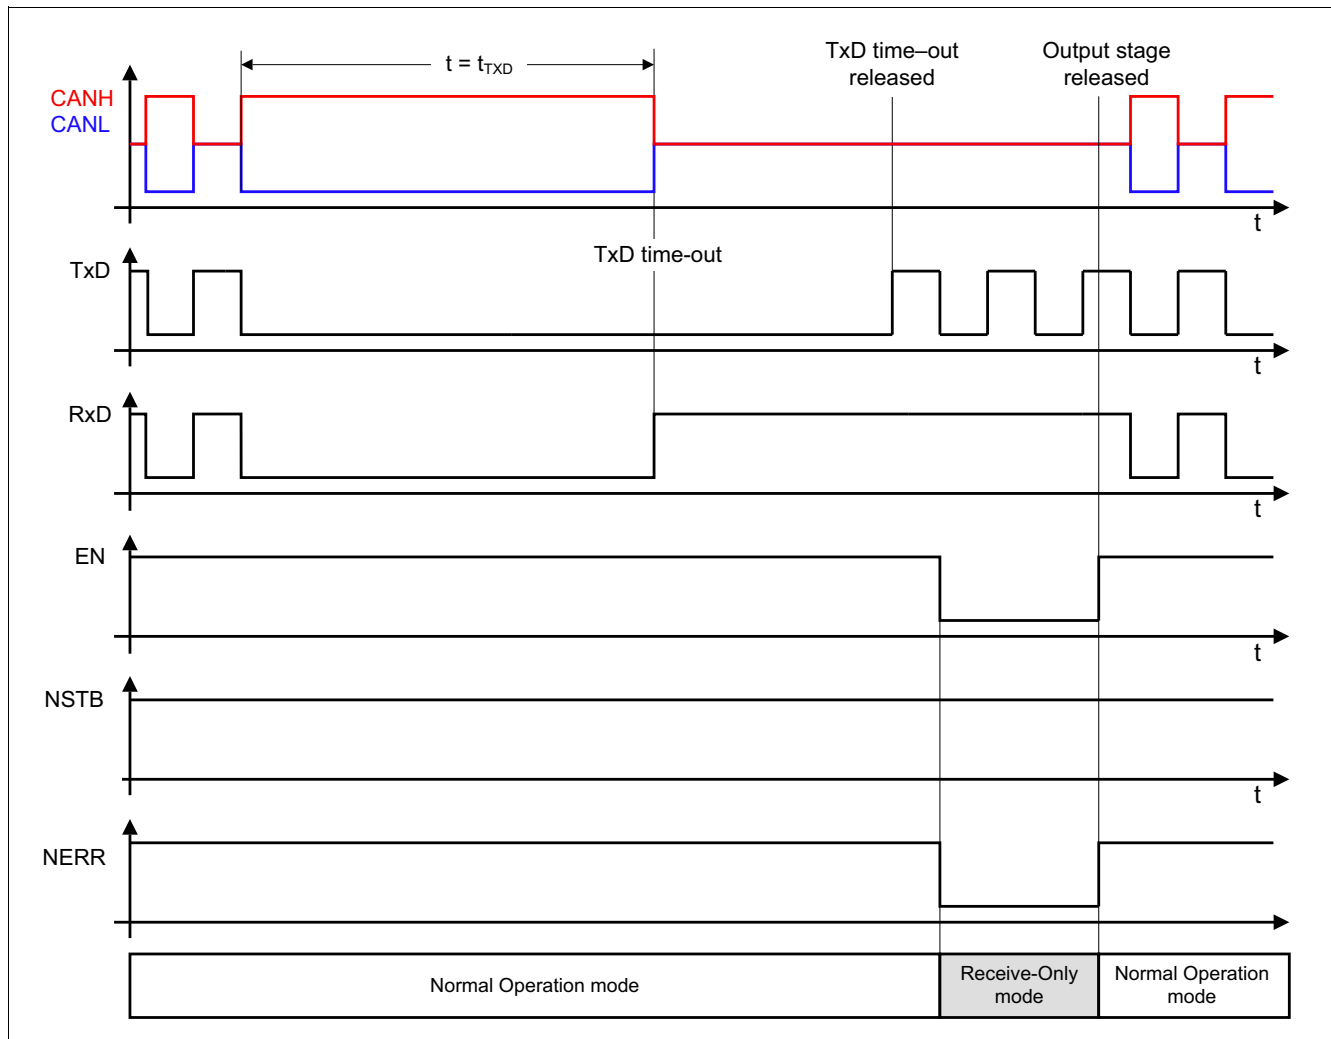 TxD time–out
released
Output stage
released
t = tTXD
CANH
CANL
t
TxD time-out
TxD
t
RxD
t
EN
t
NSTB
t
NERR
Normal Operation mode
Receive-Only
mode
Normal Operation
mode